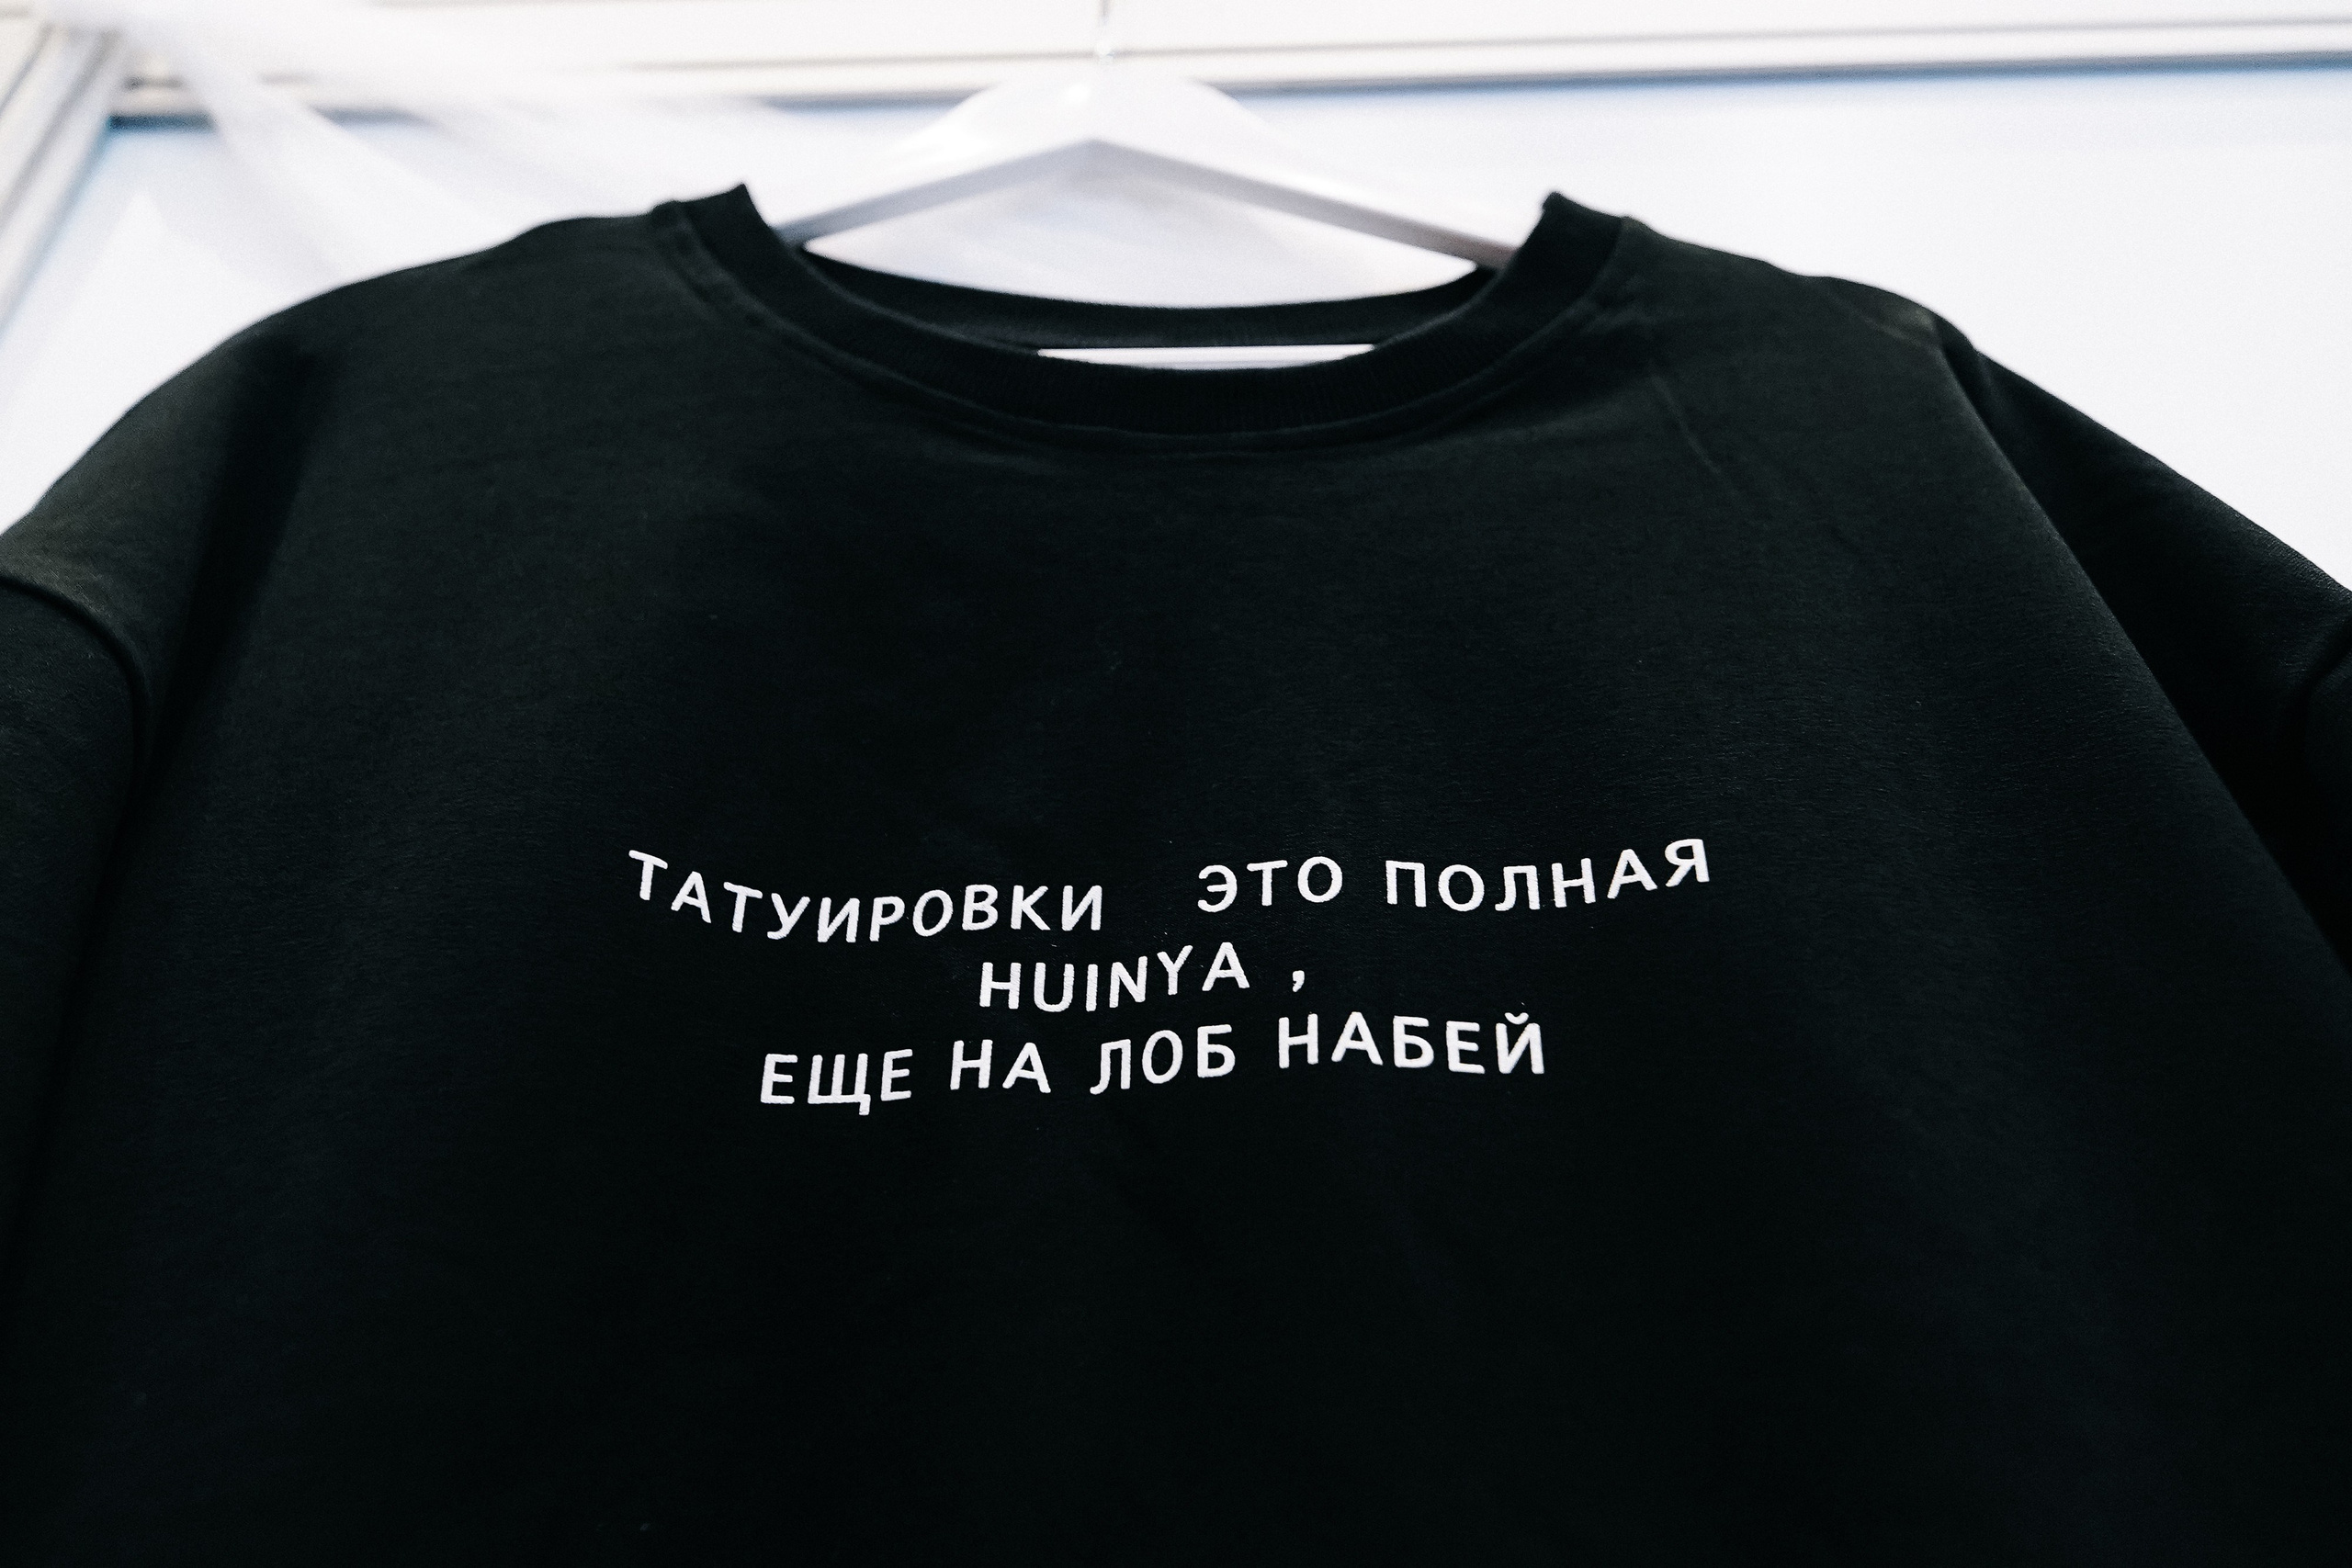 ТАТУИРОВКИ ЭТО ПОЛНАЯ
HUINYA ,
ЕЩЕ НА ЛОБ НАБЕЙ